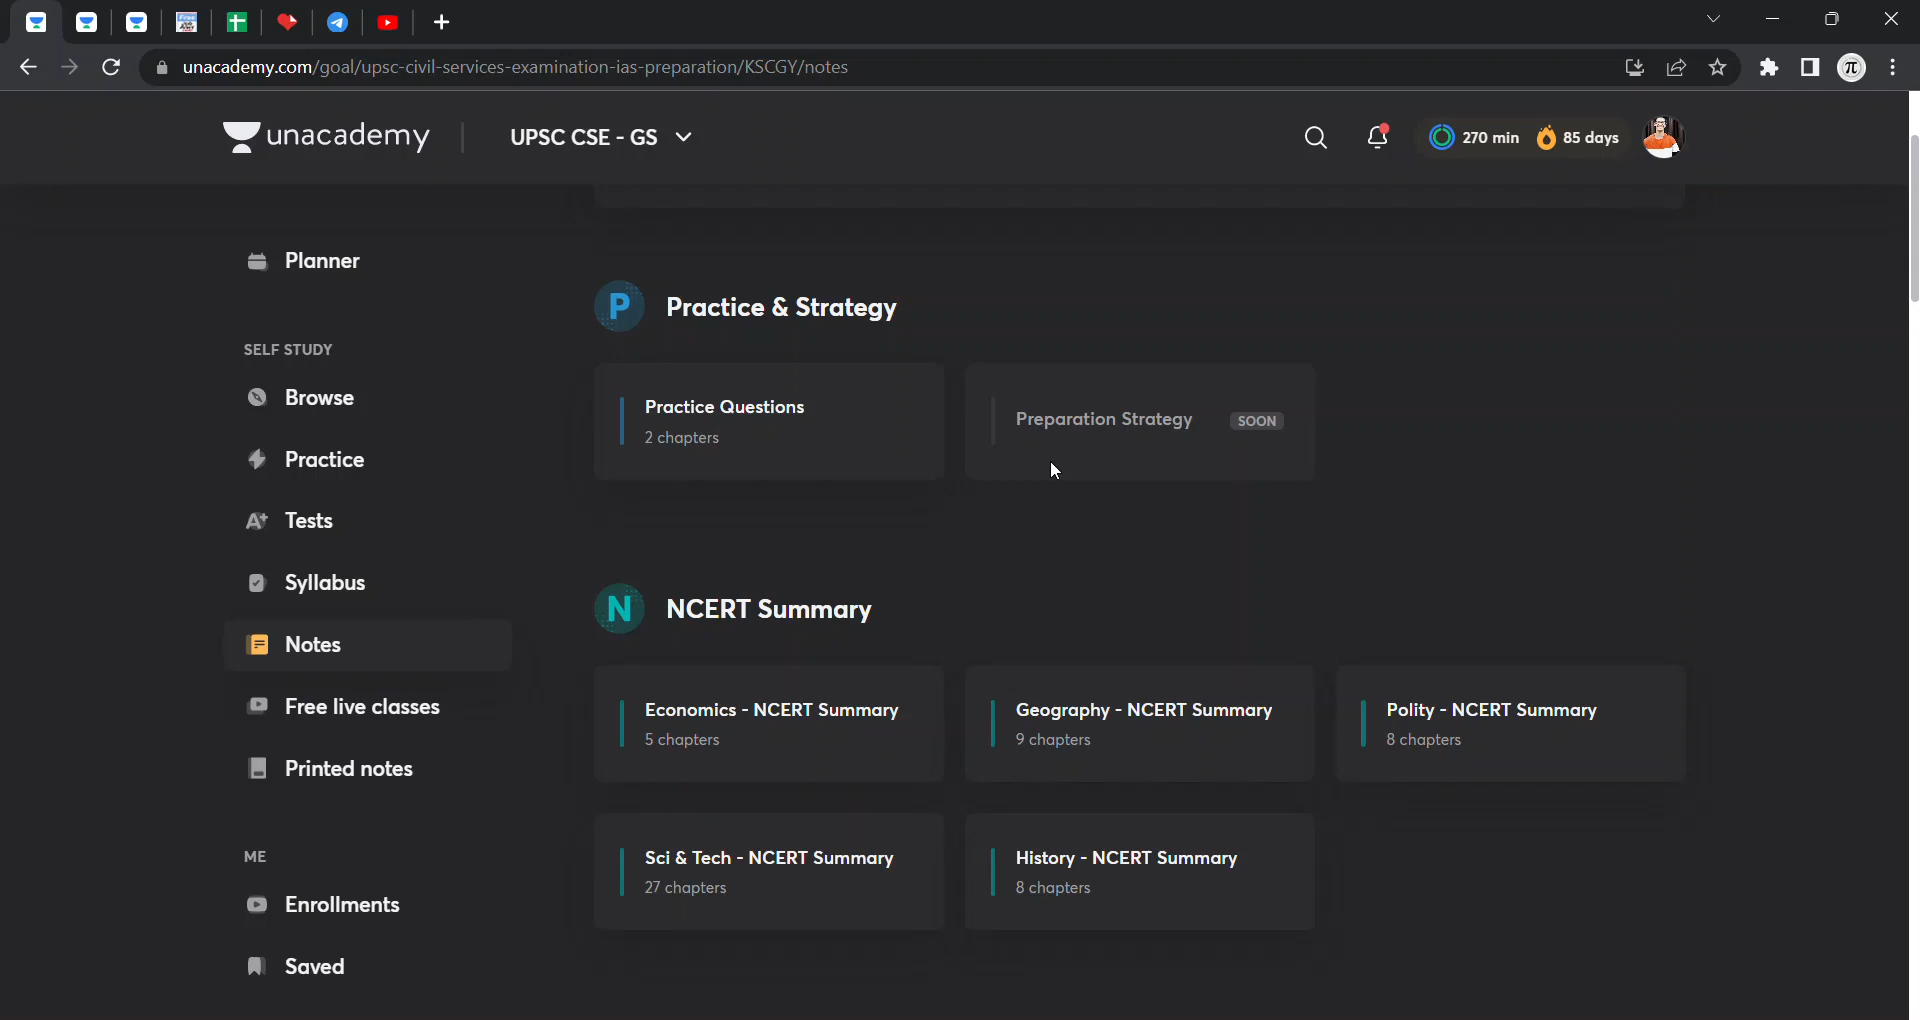 unacademy.com/goal/upsc-civil-services-examination-ias-preparation/KSCGY/notes
unacademy
UPSC CSE - GS
270 min
85 days
Planner
SELF STUDY
Browse
Practice
Tests
Syllabus
Notes
Free live classes
Printed notes
ME
Enrollments
Saved
P
Practice & Strategy
Practice Questions
2 chapters
Preparation Strategy
SOON
N
NCERT Summary
Economics - NCERT Summary
5 chapters
Geography - NCERT Summary
9 chapters
Polity - NCERT Summary
8 chapters
Sci & Tech - NCERT Summary
27 chapters
History - NCERT Summary
8 chapters